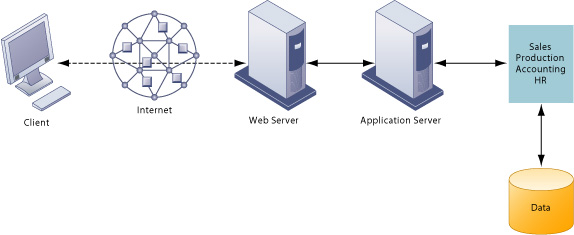 Client
Internet
Web Server
Application Server
Sales
Production
Accounting
HR
Data